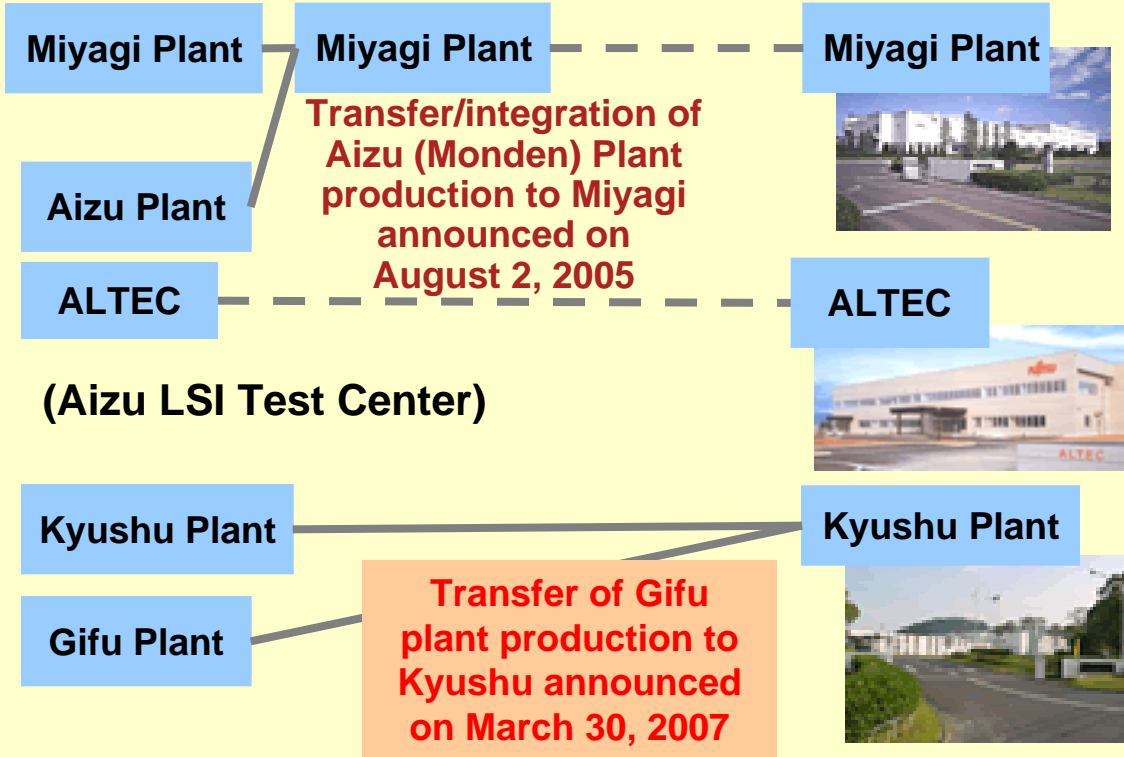 Miyagi Plant
Miyagi Plant
Miyagi Plant
Transfer/integration of
Aizu (Monden) Plant
production to Miyagi
announced on
August 2, 2005
Aizu Plant
ALTEC
ALTEC
(Aizu LSI Test Center)
FUJITSU
ALTEC
Kyushu Plant
Kyushu Plant
Gifu Plant
Transfer of Gifu
plant production to
Kyushu announced
on March 30, 2007